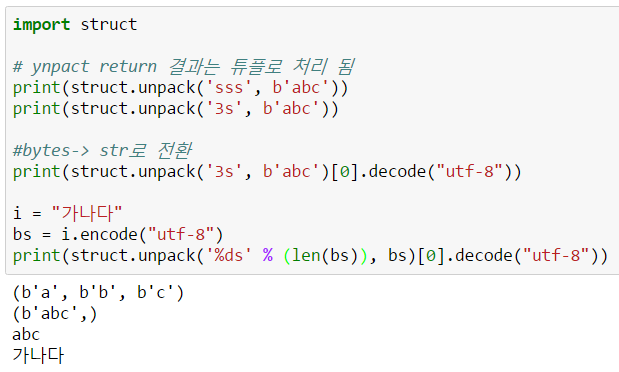 import struct
# ynpact return 결과는 튜플로 처리 됨
print(struct.unpack('sss', b'abc'))
print(struct.unpack('3s', b'abc'))
#bytes-> str로 전환
print(struct.unpack('3s', b'abc')[0].decode("utf-8"))
i = "가나다"
bs = i.encode("utf-8")
print(struct.unpack('%ds' % (len(bs)), bs)[0].decode("utf-8"))
(b'a', b'b', b'c')
(b'abc',)
abc
가나다